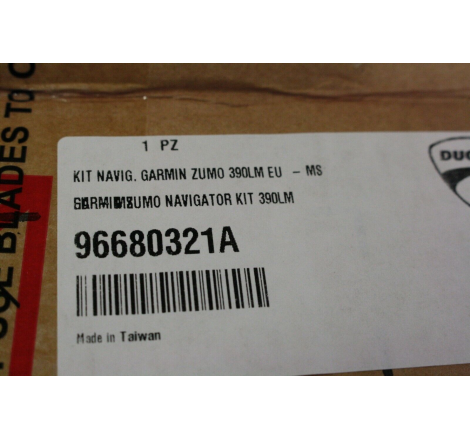 1 PZ
KIT NAVIG. GARMIN ZUMO 390LM EU - MS
ZUMO NAVIGATOR KIT 390LM
96680321A
Made in Taiwan
DUC
BLADES TO